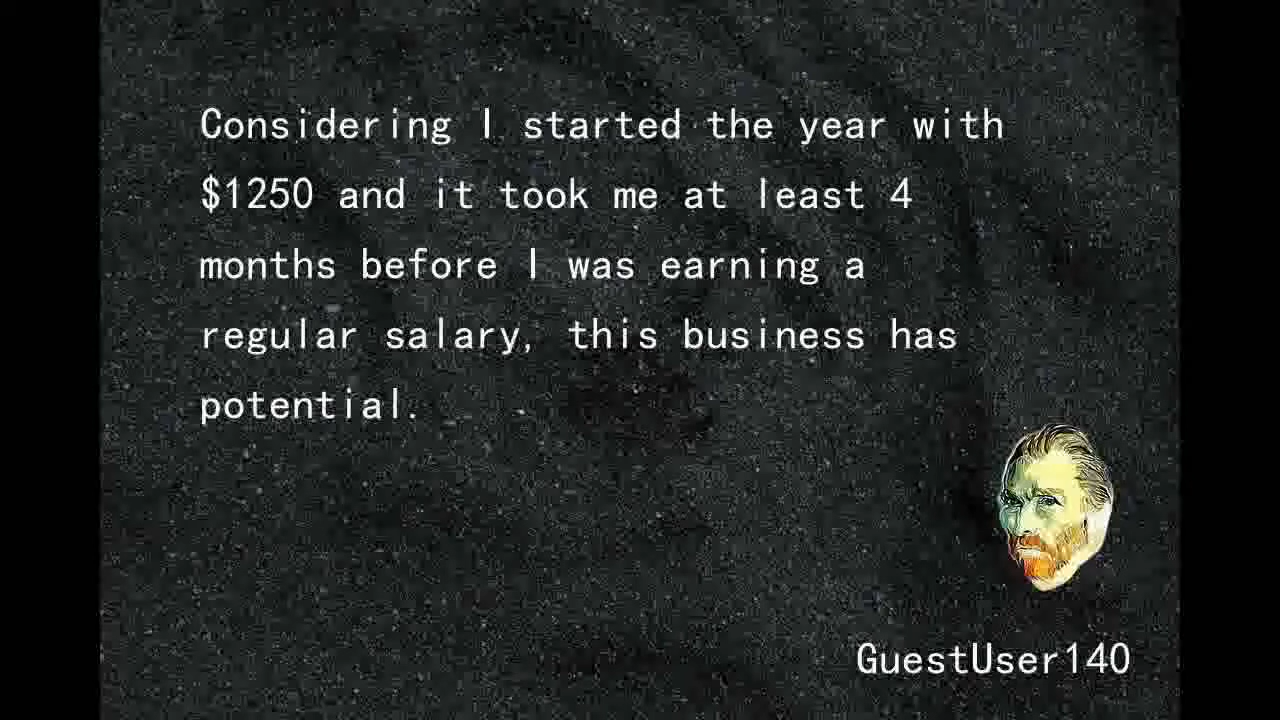 Considering I started the year with
$1250 and it took me at least 4
months before I was earning a
regular salary, this business has
potential.
GuestUser140